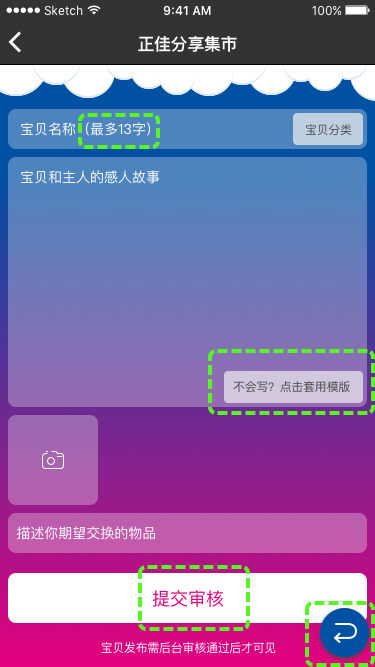 Sketch 9:41 AM 100%
正佳分享集市
宝贝名称（最多13字） 宝贝分类
宝贝和主人的感人故事
不会写？点击套用模版
描述你期望交换的物品
提交审核
宝贝发布需后台审核通过后才可见